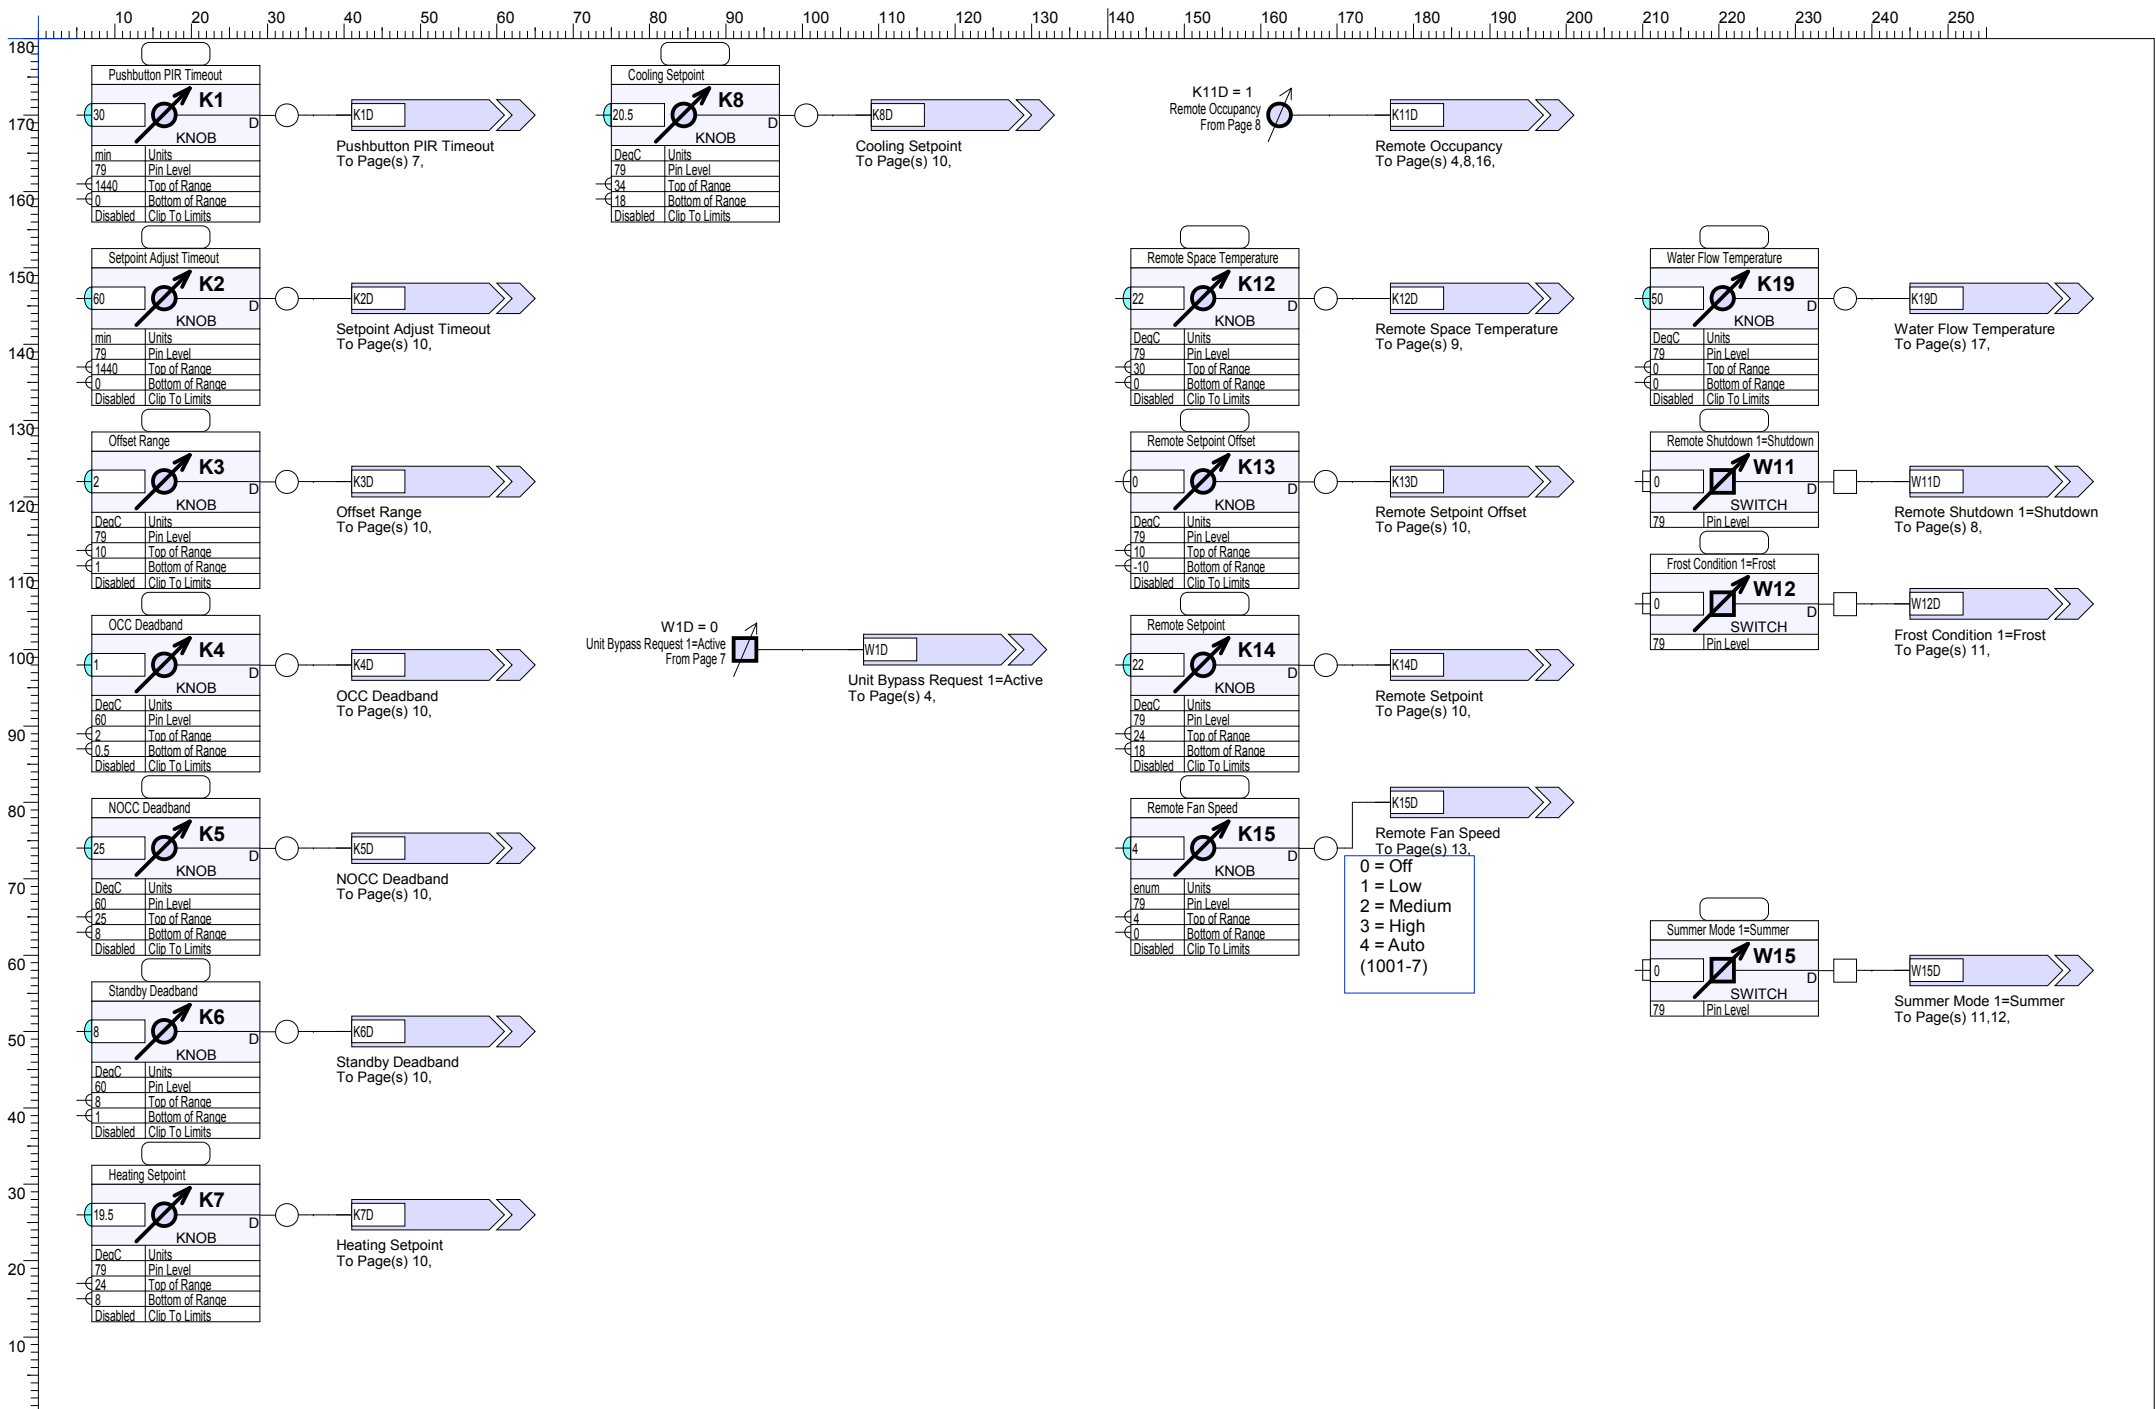 10 20 30 40 50 60 70 80 90 100 110 120 130 140 150 160 170 180 190 200 210 220 230 240 250
180
170
160
150
140
130
120
110
100
90
80
70
60
50
40
30
20
10
Pushbutton PIR Timeout
30
K1
D
KNOB
min Units
79 Pin Level
1440 Top of Range
0 Bottom of Range
Disabled Clip To Limits
K1D
Pushbutton PIR Timeout
To Page(s) 7,
Setpoint Adjust Timeout
60
K2
D
KNOB
min Units
79 Pin Level
1440 Top of Range
0 Bottom of Range
Disabled Clip To Limits
K2D
Setpoint Adjust Timeout
To Page(s) 10,
Offset Range
2
K3
D
KNOB
DegC Units
79 Pin Level
10 Top of Range
1 Bottom of Range
Disabled Clip To Limits
K3D
Offset Range
To Page(s) 10,
OCC Deadband
1
K4
D
KNOB
DegC Units
60 Pin Level
2 Top of Range
0.5 Bottom of Range
Disabled Clip To Limits
K4D
OCC Deadband
To Page(s) 10,
NOCC Deadband
25
K5
D
KNOB
DegC Units
60 Pin Level
25 Top of Range
8 Bottom of Range
Disabled Clip To Limits
K5D
NOCC Deadband
To Page(s) 10,
Standby Deadband
8
K6
D
KNOB
DegC Units
60 Pin Level
8 Top of Range
1 Bottom of Range
Disabled Clip To Limits
K6D
Standby Deadband
To Page(s) 10,
Heating Setpoint
19.5
K7
D
KNOB
DegC Units
79 Pin Level
24 Top of Range
8 Bottom of Range
Disabled Clip To Limits
K7D
Heating Setpoint
To Page(s) 10,
Cooling Setpoint
20.5
K8
D
KNOB
DegC Units
79 Pin Level
34 Top of Range
18 Bottom of Range
Disabled Clip To Limits
K8D
Cooling Setpoint
To Page(s) 10,
W1D = 0
Unit Bypass Request 1=Active
From Page 7
W1D
Unit Bypass Request 1=Active
To Page(s) 4,
K11D = 1
Remote Occupancy
From Page 8
K11D
Remote Occupancy
To Page(s) 4,8,16,
Remote Space Temperature
22
K12
D
KNOB
DegC Units
79 Pin Level
30 Top of Range
0 Bottom of Range
Disabled Clip To Limits
K12D
Remote Space Temperature
To Page(s) 9,
Remote Setpoint Offset
0
K13
D
KNOB
DegC Units
79 Pin Level
10 Top of Range
-10 Bottom of Range
Disabled Clip To Limits
K13D
Remote Setpoint Offset
To Page(s) 10,
Remote Setpoint
22
K14
D
KNOB
DegC Units
79 Pin Level
24 Top of Range
18 Bottom of Range
Disabled Clip To Limits
K14D
Remote Setpoint
To Page(s) 10,
Remote Fan Speed
4
K15
D
KNOB
enum Units
79 Pin Level
4 Top of Range
0 Bottom of Range
Disabled Clip To Limits
K15D
Remote Fan Speed
To Page(s) 13,
0 = Off
1 = Low
2 = Medium
3 = High
4 = Auto
(1001-7)
Water Flow Temperature
50
K19
D
KNOB
DegC Units
79 Pin Level
0 Top of Range
0 Bottom of Range
Disabled Clip To Limits
K19D
Water Flow Temperature
To Page(s) 17,
Remote Shutdown 1=Shutdown
0
W11
D
SWITCH
79 Pin Level
W11D
Remote Shutdown 1=Shutdown
To Page(s) 8,
Frost Condition 1=Frost
0
W12
D
SWITCH
79 Pin Level
W12D
Frost Condition 1=Frost
To Page(s) 11,
Summer Mode 1=Summer
0
W15
D
SWITCH
79 Pin Level
W15D
Summer Mode 1=Summer
To Page(s) 11,12,